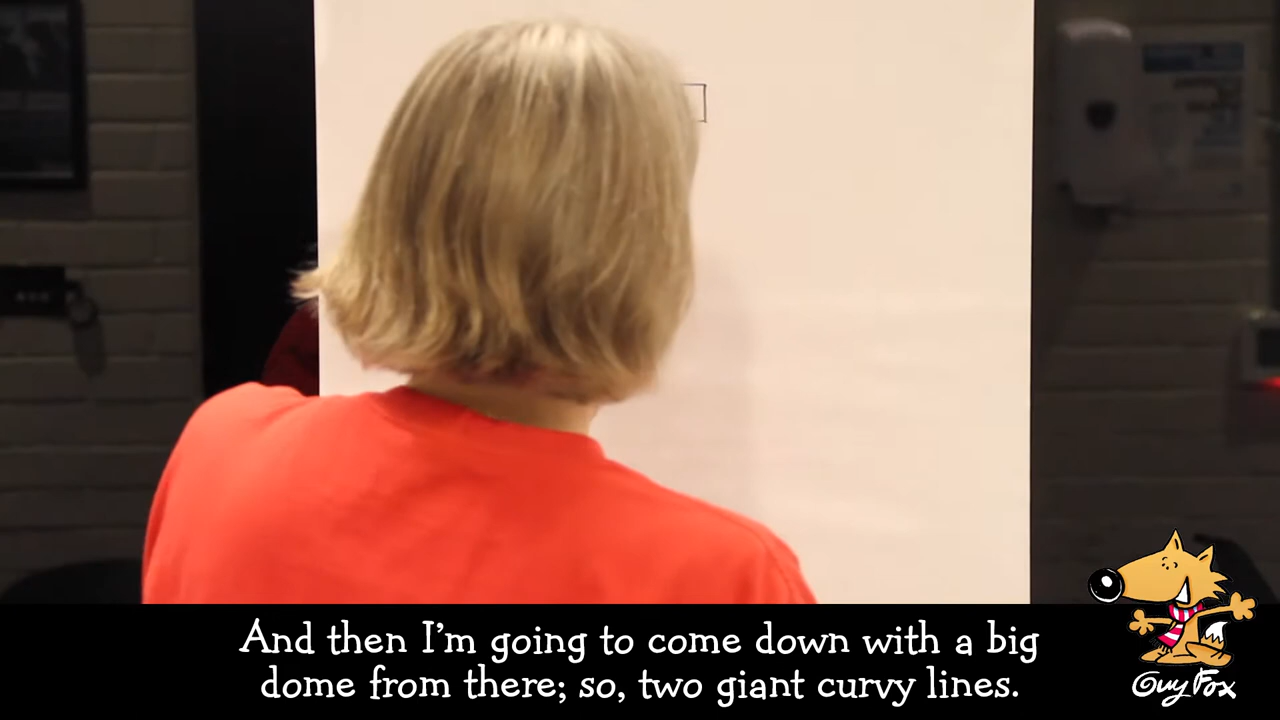 And then I'm going to come down with a big
dome from there; so, two giant curvy lines.
Guy Fox